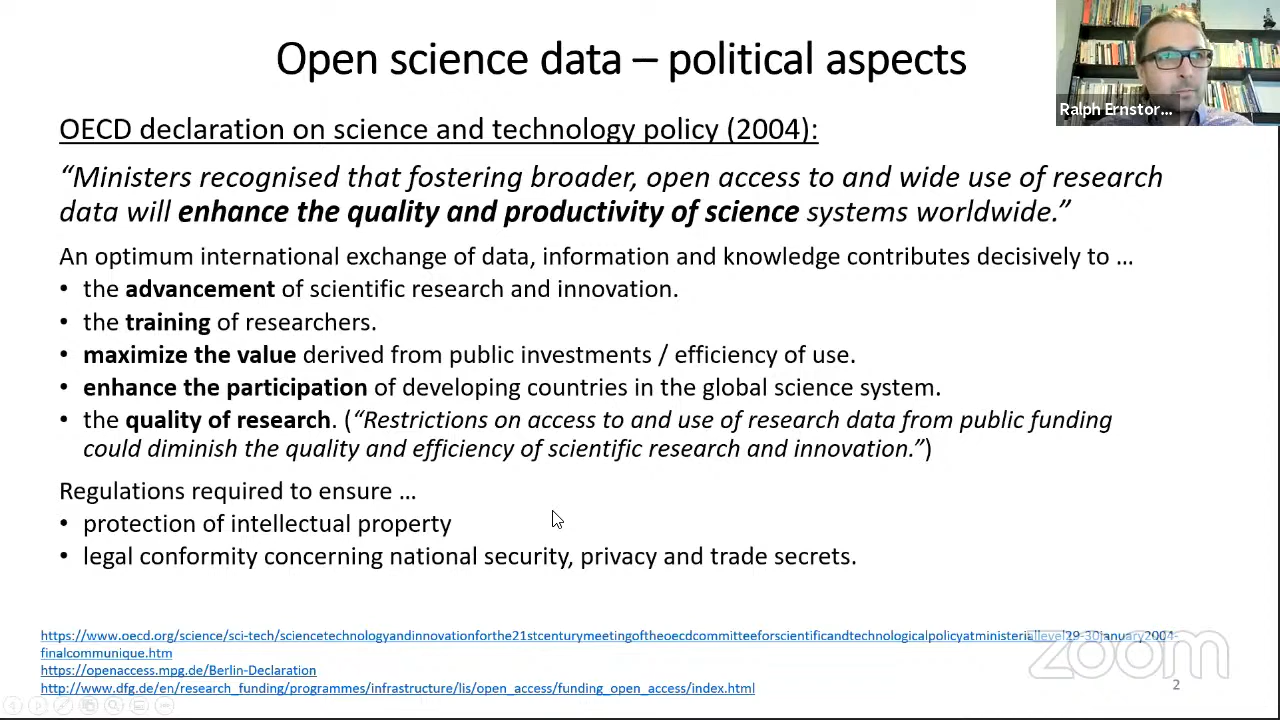 Open science data – political aspects
Ralph Ernstor...
OECD declaration on science and technology policy (2004):
“Ministers recognised that fostering broader, open access to and wide use of research
data will enhance the quality and productivity of science systems worldwide.”
An optimum international exchange of data, information and knowledge contributes decisively to …
• the advancement of scientific research and innovation.
• the training of researchers.
• maximize the value derived from public investments / efficiency of use.
• enhance the participation of developing countries in the global science system.
• the quality of research. (“Restrictions on access to and use of research data from public funding
could diminish the quality and efficiency of scientific research and innovation.”)
Regulations required to ensure …
• protection of intellectual property
• legal conformity concerning national security, privacy and trade secrets.
https://www.oecd.org/science/sci-tech/sciencetechnologyandinnovationforthe21stcenturymeetingoftheoecdcommitteeforscientificandtechnologicalpolicyatministeriallevel29-30january2004-
finalcommunique.htm
https://openaccess.mpg.de/Berlin-Declaration
http://www.dfg.de/en/research_funding/programmes/infrastructure/lis/open_access/funding_open_access/index.html
zoom
2